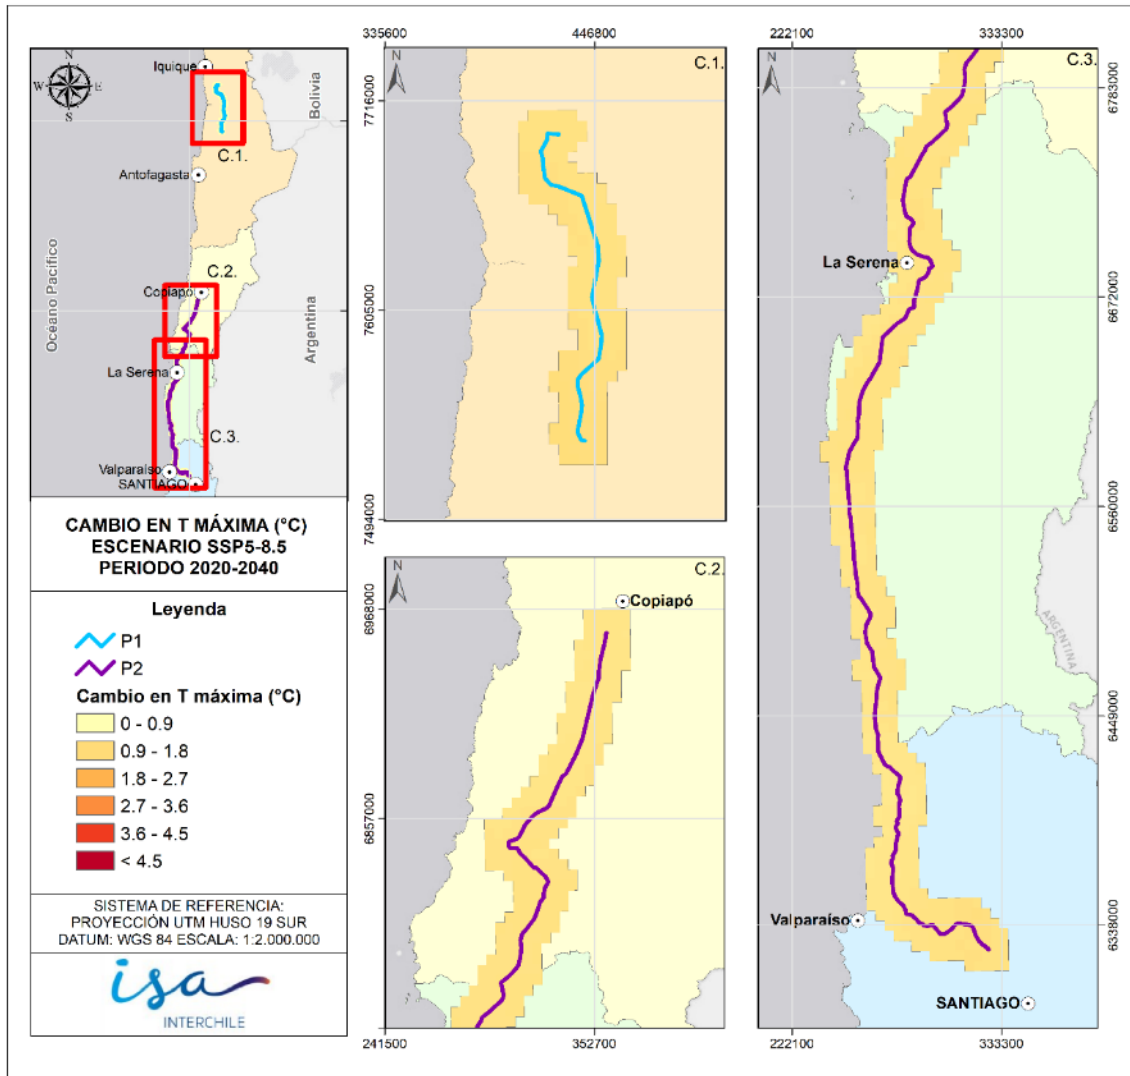 N
W
E
S
Iquique
Bolivia
C.1.
Antofagasta
Océano Pacífico
C.2.
Copiapó
Argentina
La Serena
C.3.
Valparaíso
SANTIAGO
CAMBIO EN T MÁXIMA (°C)
ESCENARIO SSP5-8.5
PERIODO 2020-2040
Leyenda
P1
P2
Cambio en T máxima (°C)
0 - 0.9
0.9 - 1.8
1.8 - 2.7
2.7 - 3.6
3.6 - 4.5
< 4.5
SISTEMA DE REFERENCIA:
PROYECCIÓN UTM HUSO 19 SUR
DATUM: WGS 84 ESCALA: 1:2.000.000
isa
INTERCHILE
335600
446800
N
C.1.
7716000
7605000
7494000
N
C.2.
Copiapó
6968000
6857000
241500
352700
222100
333300
N
C.3.
6783000
La Serena
6672000
6560000
ARGENTINA
6449000
Valparaíso
6338000
SANTIAGO
222100
333300